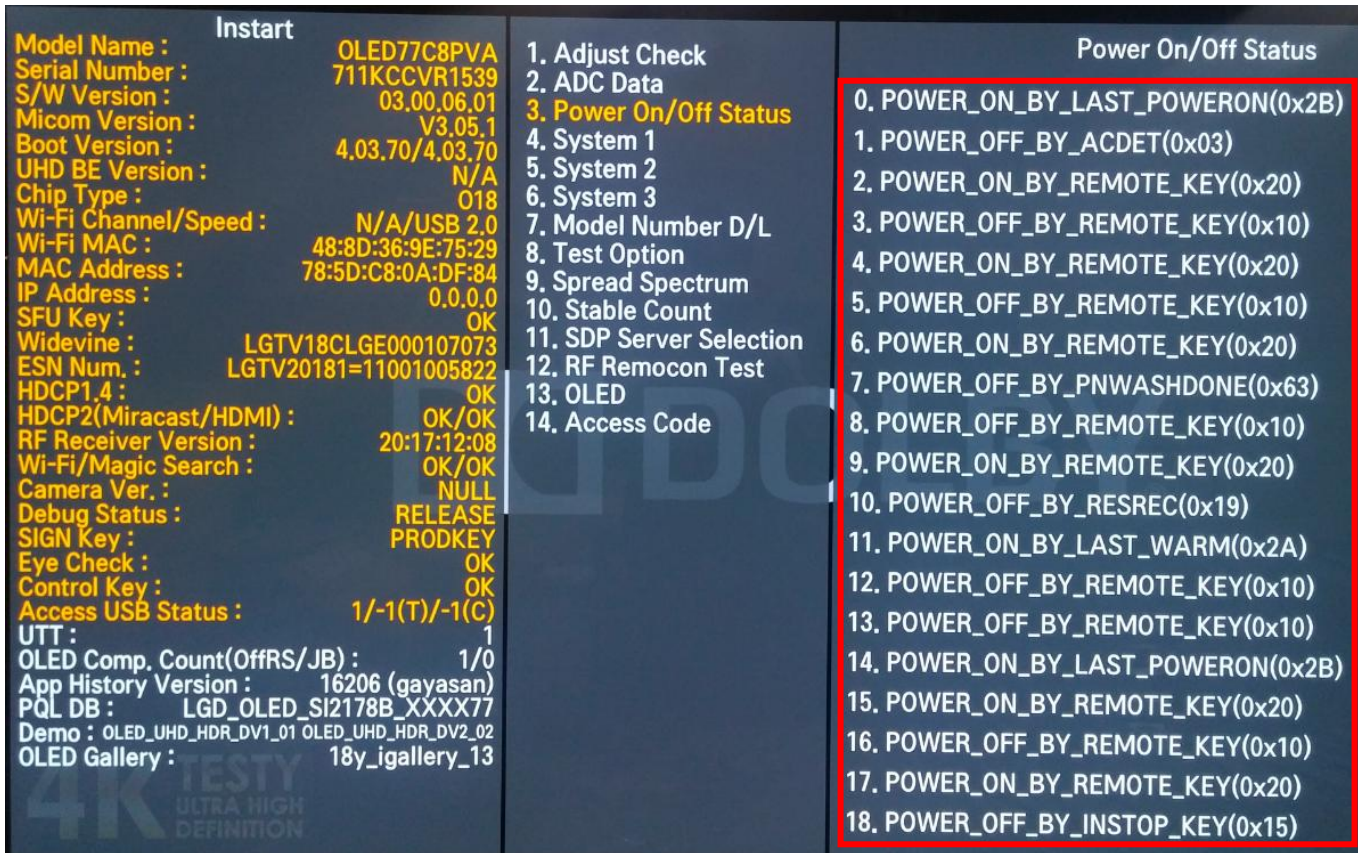 Instart
Model Name : OLED77C8PVA
Serial Number : 711KCCVR1539
S/W Version : 03.00.06.01
Micom Version : V3.05.1
Boot Version : 4.03.70/4.03.70
UHD BE Version : N/A
Chip Type : O18
Wi-Fi Channel/Speed : N/A/USB 2.0
Wi-Fi MAC : 48:8D:36:9E:75:29
MAC Address : 78:5D:C8:0A:DF:84
IP Address : 0.0.0.0
SFU Key : OK
Widevine : LGTV18CLGE000107073
ESN Num. : LGTV20181=11001005822
HDCP1.4 : OK
HDCP2(Miracast/HDMI) : OK/OK
RF Receiver Version : 20:17:12:08
Wi-Fi/Magic Search : OK/OK
Camera Ver. : NULL
Debug Status : RELEASE
SIGN Key : PRODKEY
Eye Check : OK
Control Key : OK
Access USB Status : 1/-1(T)/-1(C)
UTT : 1
OLED Comp. Count(OffRS/JB) : 1/0
App History Version : 16206 (gayasan)
PQL DB : LGD_OLED_SI2178B_XXXX77
Demo : OLED_UHD_HDR_DV1_01 OLED_UHD_HDR_DV2_02
OLED Gallery : 18y_igallery_13
4K TESTY
ULTRA HIGH
DEFINITION
1. Adjust Check
2. ADC Data
3. Power On/Off Status
4. System 1
5. System 2
6. System 3
7. Model Number D/L
8. Test Option
9. Spread Spectrum
10. Stable Count
11. SDP Server Selection
12. RF Remocon Test
13. OLED
14. Access Code
DOLBY
Power On/Off Status
0. POWER_ON_BY_LAST_POWERON(0x2B)
1. POWER_OFF_BY_ACDET(0x03)
2. POWER_ON_BY_REMOTE_KEY(0x20)
3. POWER_OFF_BY_REMOTE_KEY(0x10)
4. POWER_ON_BY_REMOTE_KEY(0x20)
5. POWER_OFF_BY_REMOTE_KEY(0x10)
6. POWER_ON_BY_REMOTE_KEY(0x20)
7. POWER_OFF_BY_PNWASHDONE(0x63)
8. POWER_OFF_BY_REMOTE_KEY(0x10)
9. POWER_ON_BY_REMOTE_KEY(0x20)
10. POWER_OFF_BY_RESREC(0x19)
11. POWER_ON_BY_LAST_WARM(0x2A)
12. POWER_OFF_BY_REMOTE_KEY(0x10)
13. POWER_OFF_BY_REMOTE_KEY(0x10)
14. POWER_ON_BY_LAST_POWERON(0x2B)
15. POWER_ON_BY_REMOTE_KEY(0x20)
16. POWER_OFF_BY_REMOTE_KEY(0x10)
17. POWER_ON_BY_REMOTE_KEY(0x20)
18. POWER_OFF_BY_INSTOP_KEY(0x15)